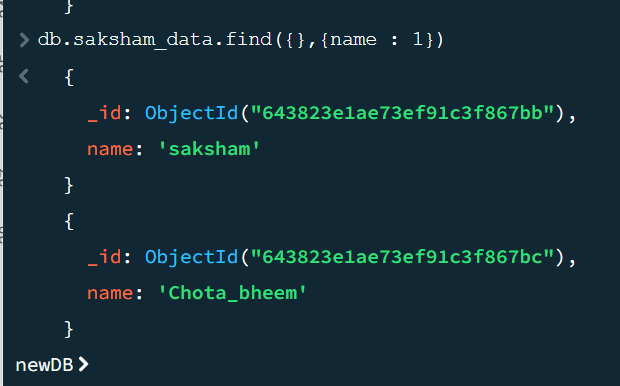 }
> db.saksham_data.find({},{name : 1})
< {
_id: ObjectId("643823e1ae73ef91c3f867bb"),
name: 'saksham'
}
{
_id: ObjectId("643823e1ae73ef91c3f867bc"),
name: 'Chota_bheem'
}
newDB>